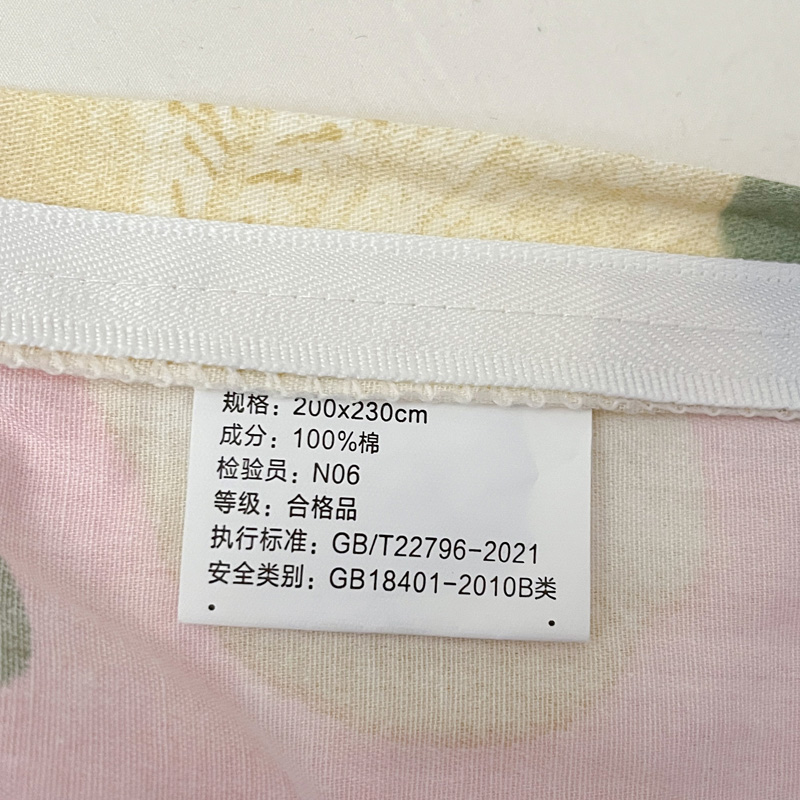 规格：200x230cm
成分：100%棉
检验员：N06
等级：合格品
执行标准：GB/T22796-2021
安全类别：GB18401-2010B类